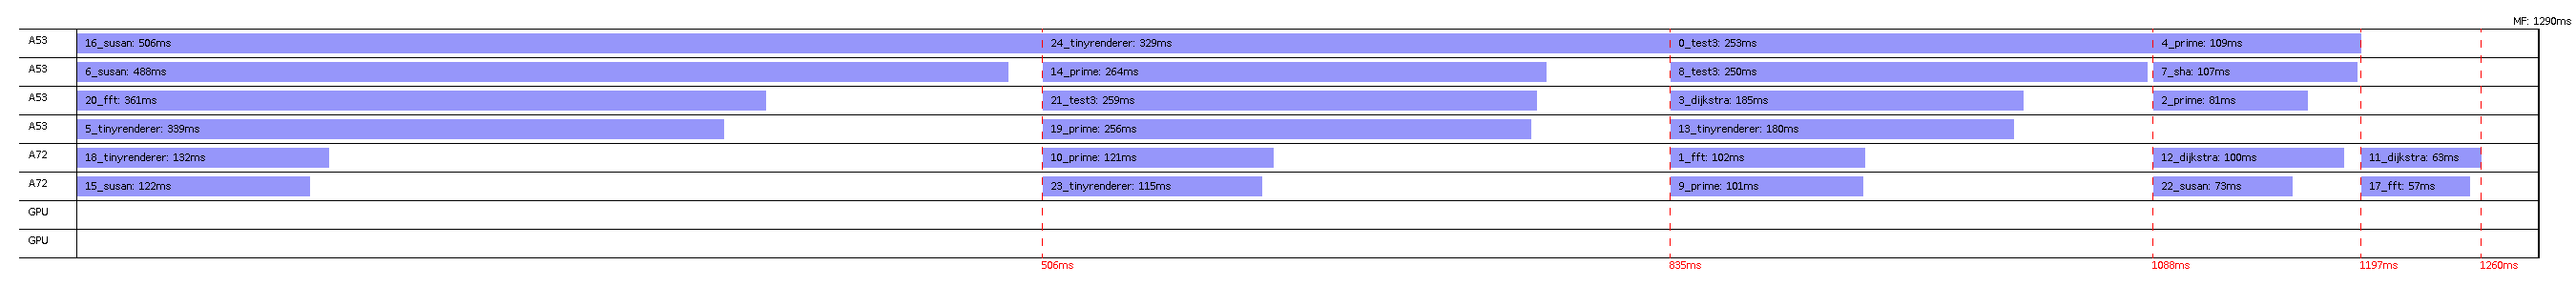 MF: 1290ms
A53 16_susan: 506ms 24_tinyrenderer: 329ms 0_test3: 253ms 4_prime: 109ms
A53 6_susan: 488ms 14_prime: 264ms 8_test3: 250ms 7_sha: 107ms
A53 20_fft: 361ms 21_test3: 259ms 3_dijkstra: 185ms 2_prime: 81ms
A53 5_tinyrenderer: 339ms 19_prime: 256ms 13_tinyrenderer: 180ms
A72 18_tinyrenderer: 132ms 10_prime: 121ms 1_fft: 102ms 12_dijkstra: 100ms 11_dijkstra: 63ms
A72 15_susan: 122ms 23_tinyrenderer: 115ms 9_prime: 101ms 22_susan: 73ms 17_fft: 57ms
GPU
GPU
506ms 835ms 1088ms 1197ms 1260ms